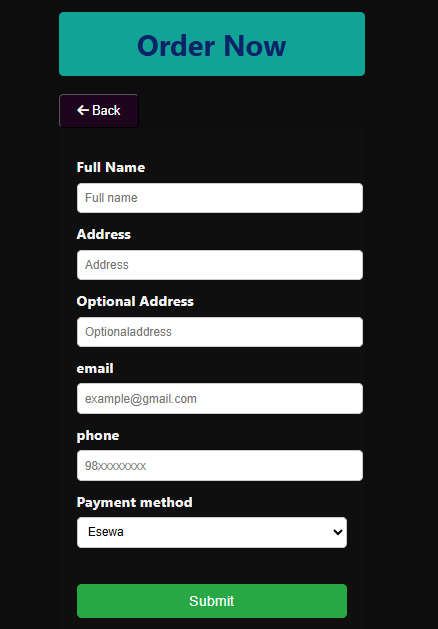 Order Now
Back
Full Name
Full name
Address
Address
Optional Address
Optionaladdress
email
example@gmail.com
phone
98xxxxxxxx
Payment method
Esewa
Submit